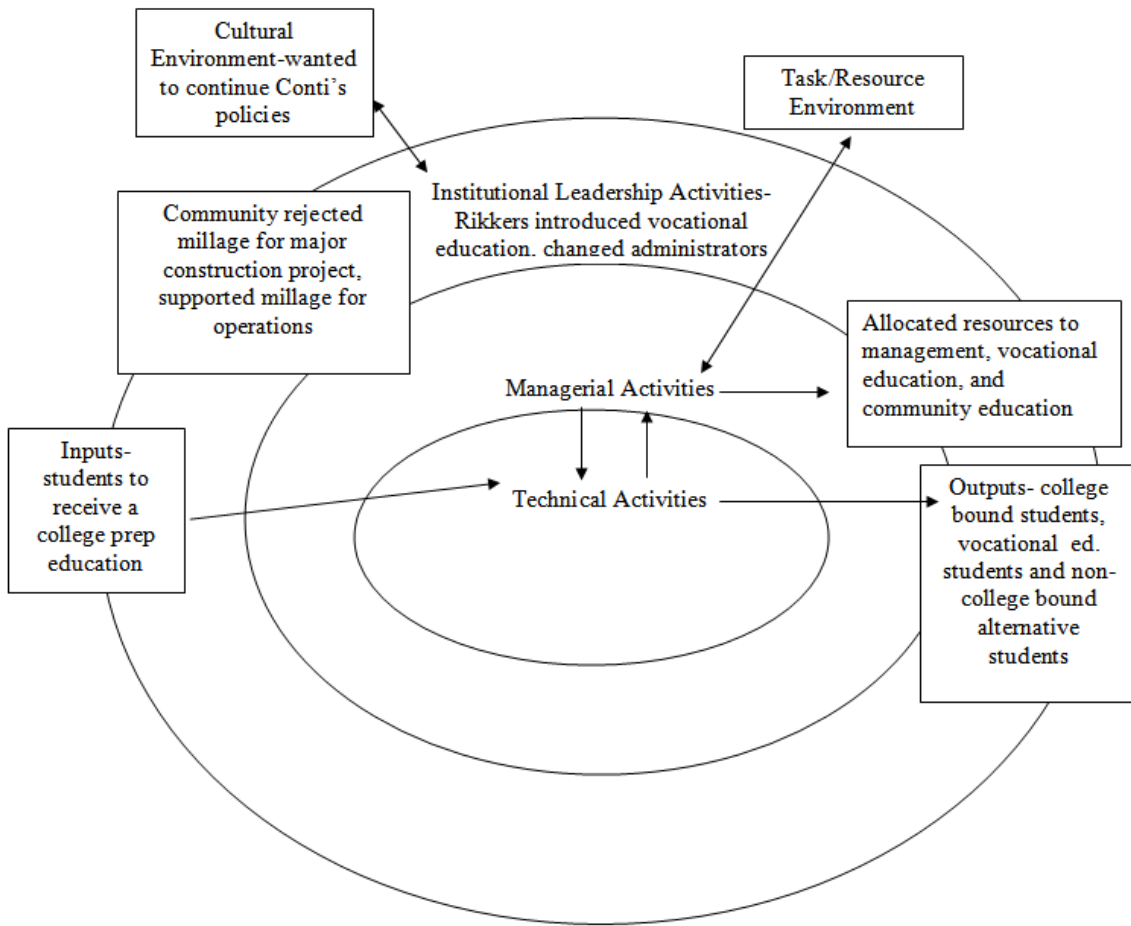 Cultural
Environment-wanted
to continue Conti's
policies
Task/Resource
Environment
Institutional Leadership Activities-
Rikkers introduced vocational
education, changed administrators
Community rejected
millage for major
construction project,
supported millage for
operations
Allocated resources to
management, vocational
education, and
community education
Managerial Activities
Inputs-
students to
receive a
college prep
education
Technical Activities
Outputs- college
bound students,
vocational ed.
students and non-
college bound
alternative
students